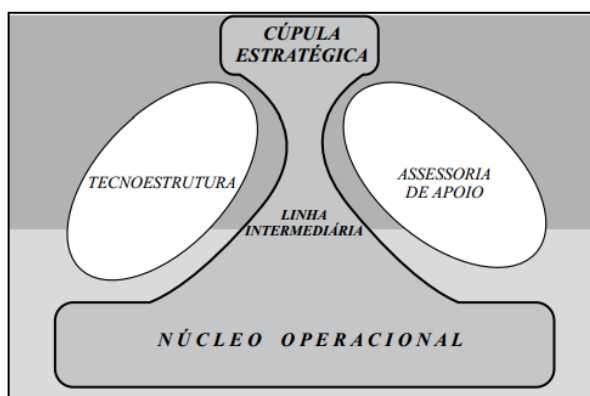 CÚPULA
ESTRATÉGICA
TECNOESTRUTURA
ASSESSORIA
DE APOIO
LINHA
INTERMEDIÁRIA
NÚCLEO OPERACIONAL